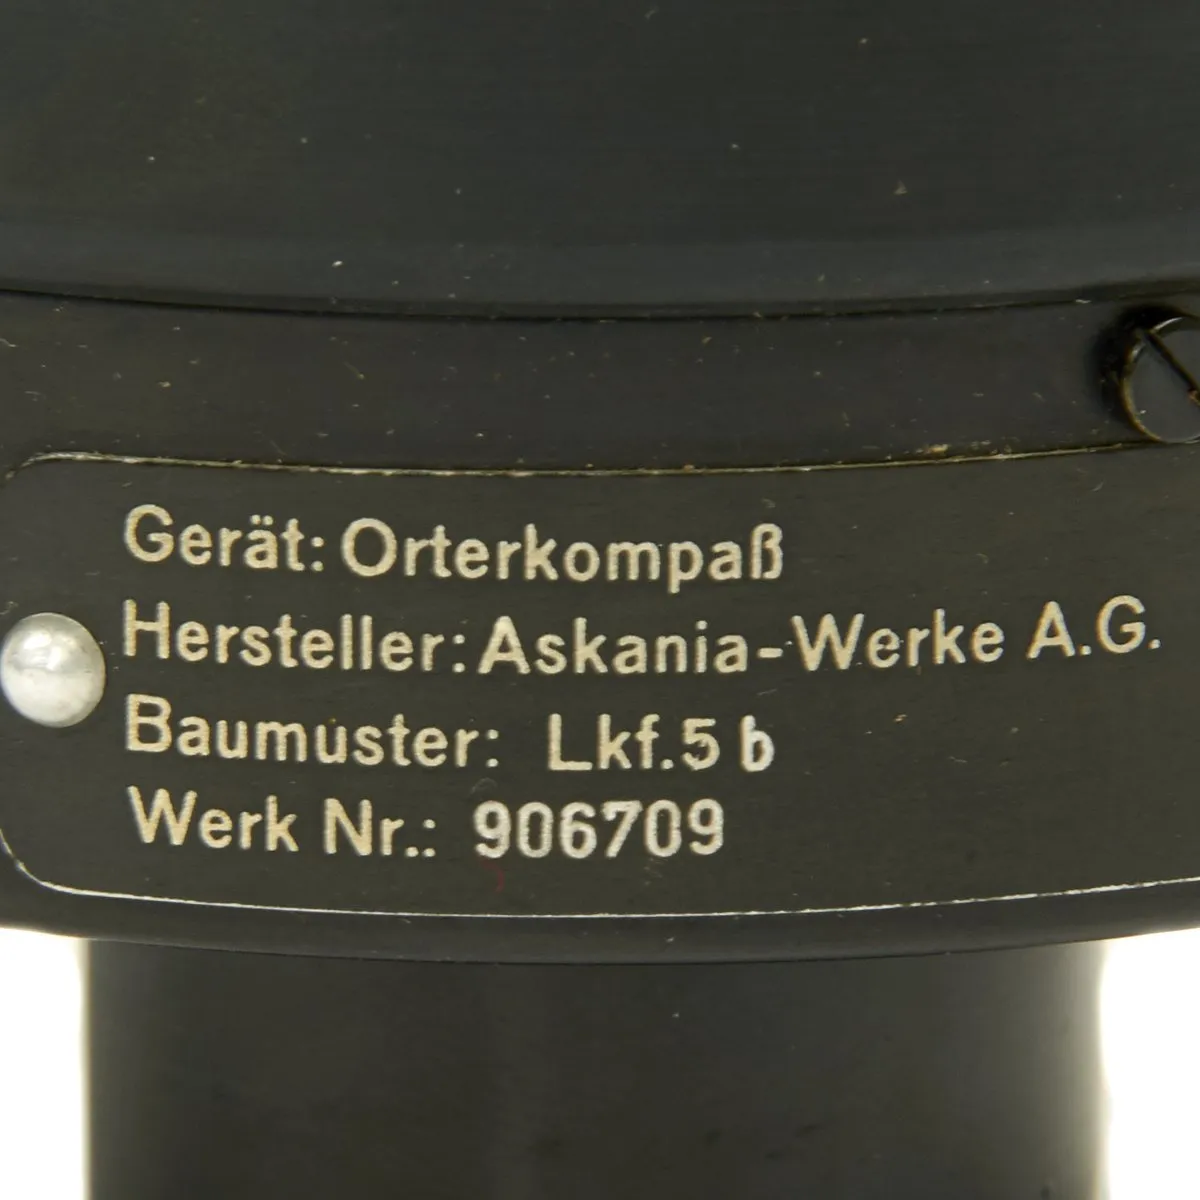 Gerät: Orterkompaß
Hersteller: Askania-Werke A.G.
Baumuster: Lkf.5 b
Werk Nr.: 906709